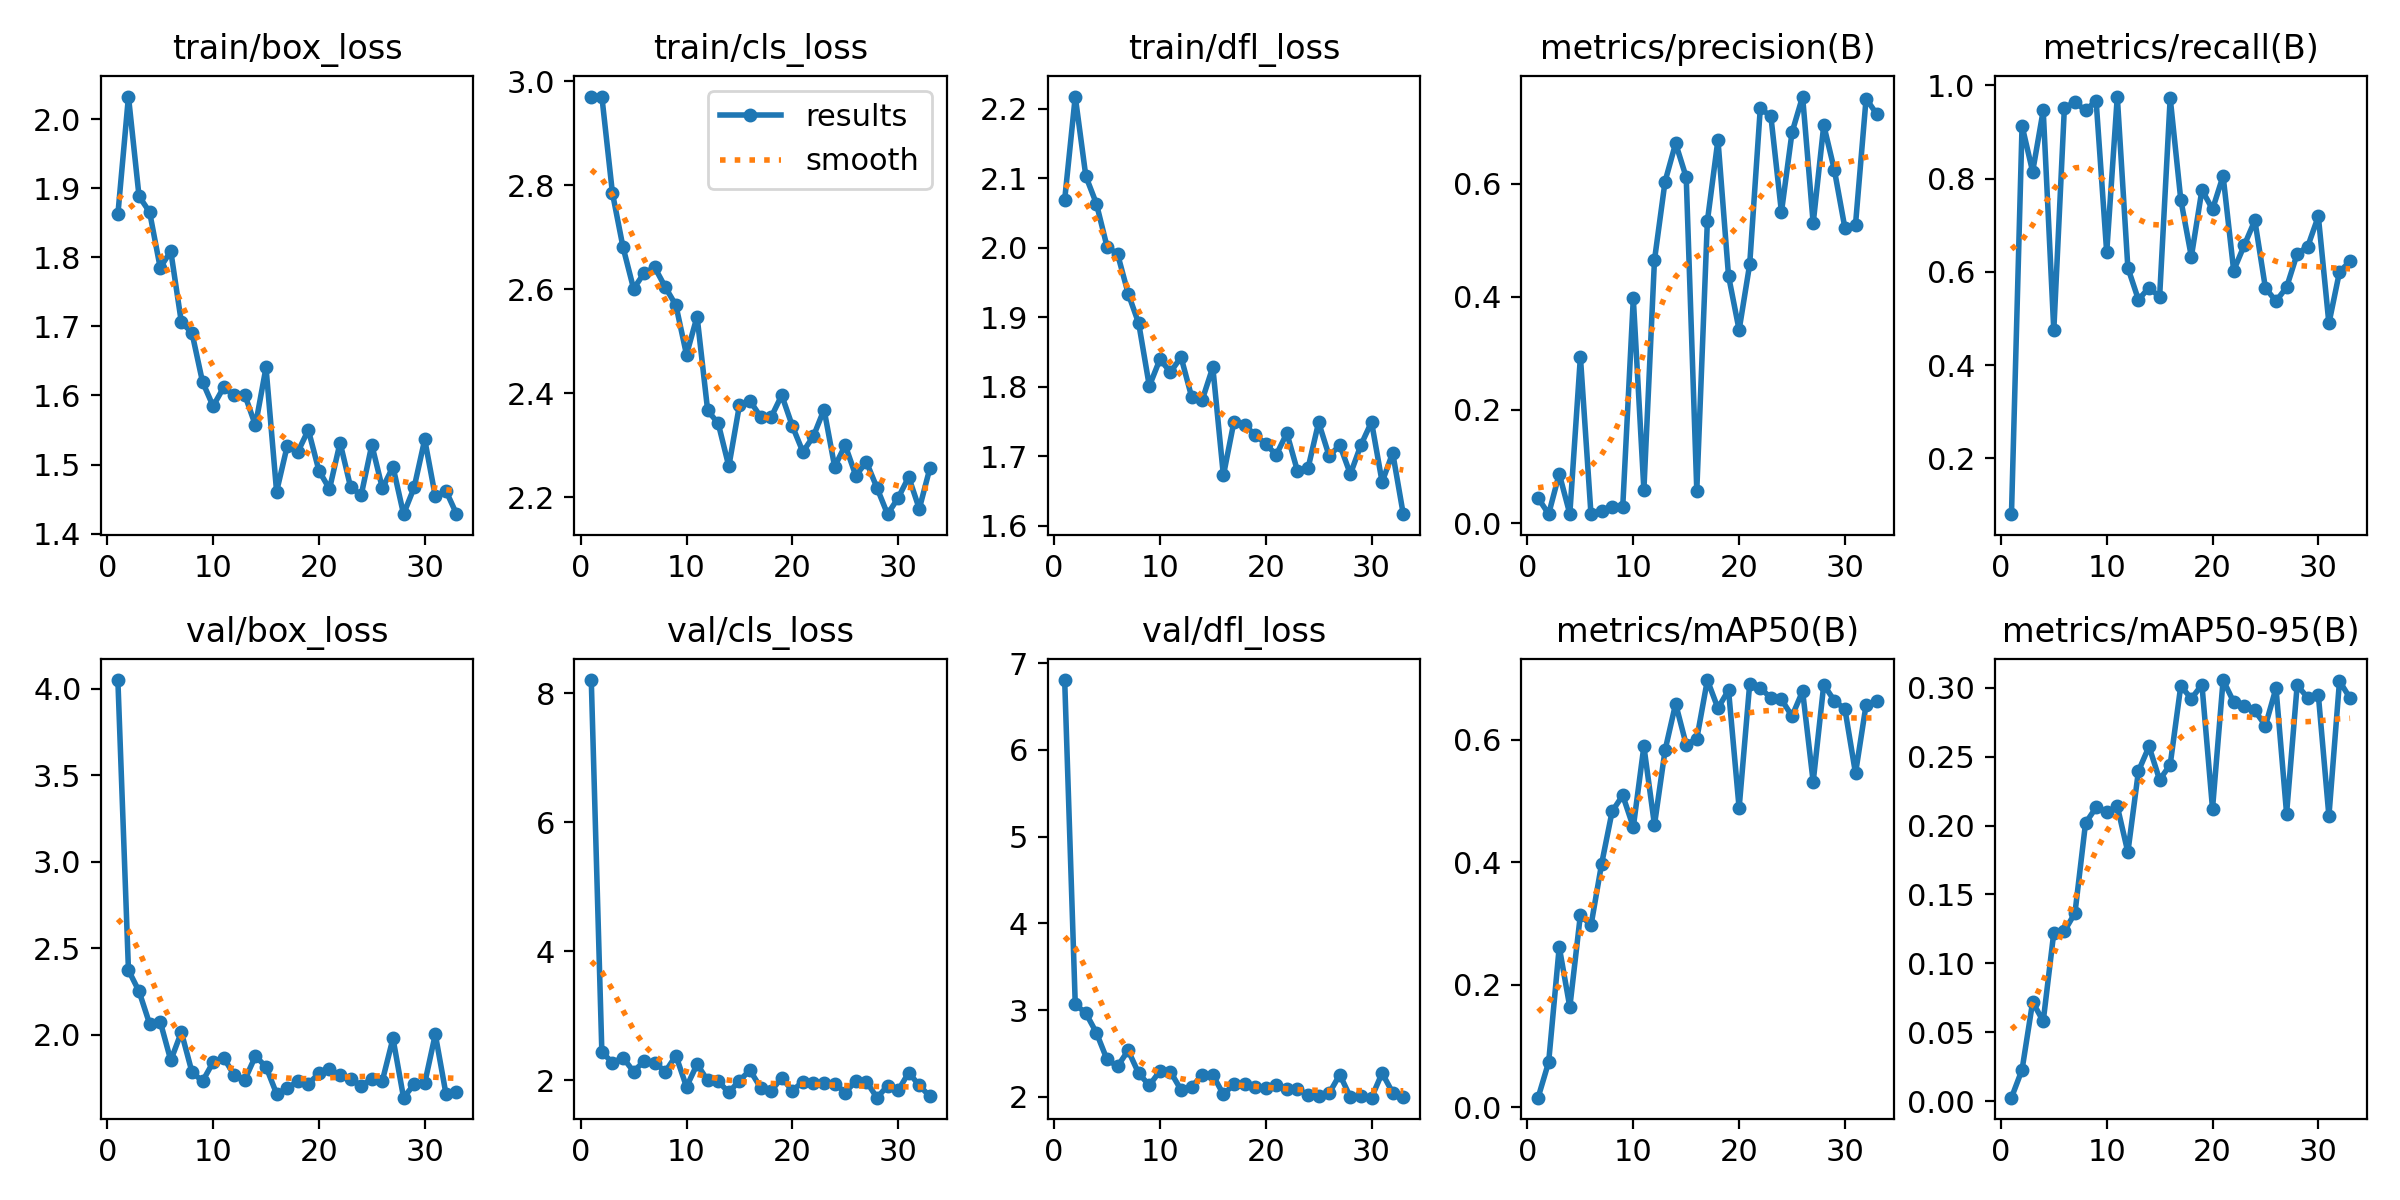 train/box_loss
train/cls_loss
train/dfl_loss
metrics/precision(B)
metrics/recall(B)
2.0
1.9
1.8
1.7
1.6
1.5
1.4
0 10 20 30
3.0
2.8
2.6
2.4
2.2
0 10 20 30
results
smooth
2.2
2.1
2.0
1.9
1.8
1.7
1.6
0 10 20 30
0.6
0.4
0.2
0.0
0 10 20 30
1.0
0.8
0.6
0.4
0.2
0 10 20 30
val/box_loss
val/cls_loss
val/dfl_loss
metrics/mAP50(B)
metrics/mAP50-95(B)
4.0
3.5
3.0
2.5
2.0
0 10 20 30
8
6
4
2
0 10 20 30
7
6
5
4
3
2
0 10 20 30
0.6
0.4
0.2
0.0
0 10 20 30
0.30
0.25
0.20
0.15
0.10
0.05
0.00
0 10 20 30